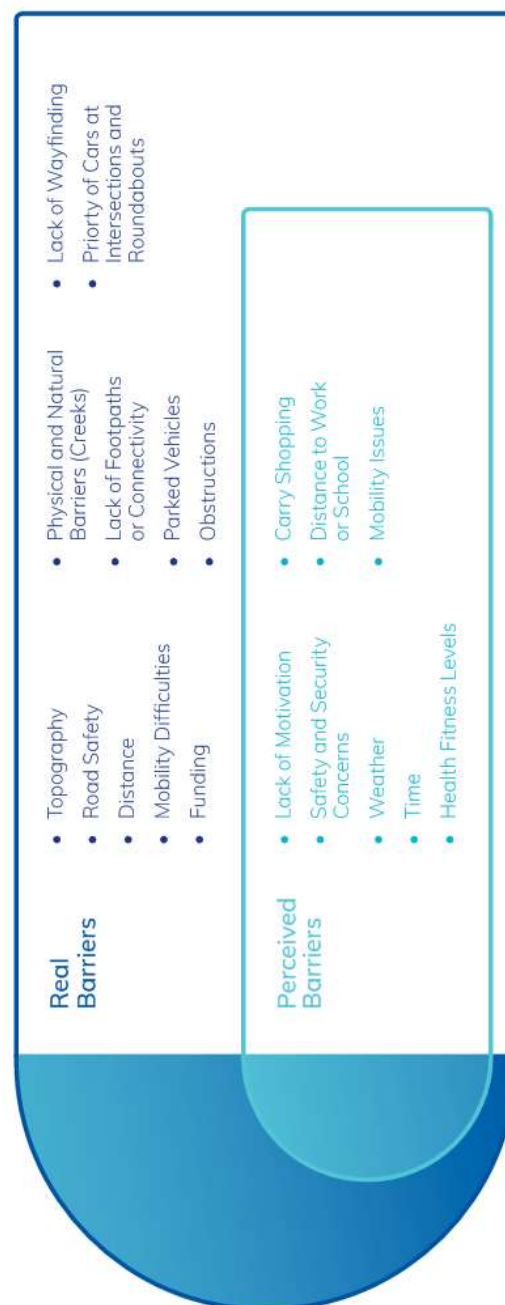 Real
Barriers
• Topography
• Road Safety
• Distance
• Mobility Difficulties
• Funding
• Physical and Natural
Barriers (Creeks)
• Lack of Footpaths
or Connectivity
• Parked Vehicles
• Obstructions
• Lack of Wayfinding
• Priorty of Cars at
Intersections and
Roundabouts
Perceived
Barriers
• Lack of Motivation
• Safety and Security
Concerns
• Weather
• Time
• Health Fitness Levels
• Carry Shopping
• Distance to Work
or School
• Mobility Issues